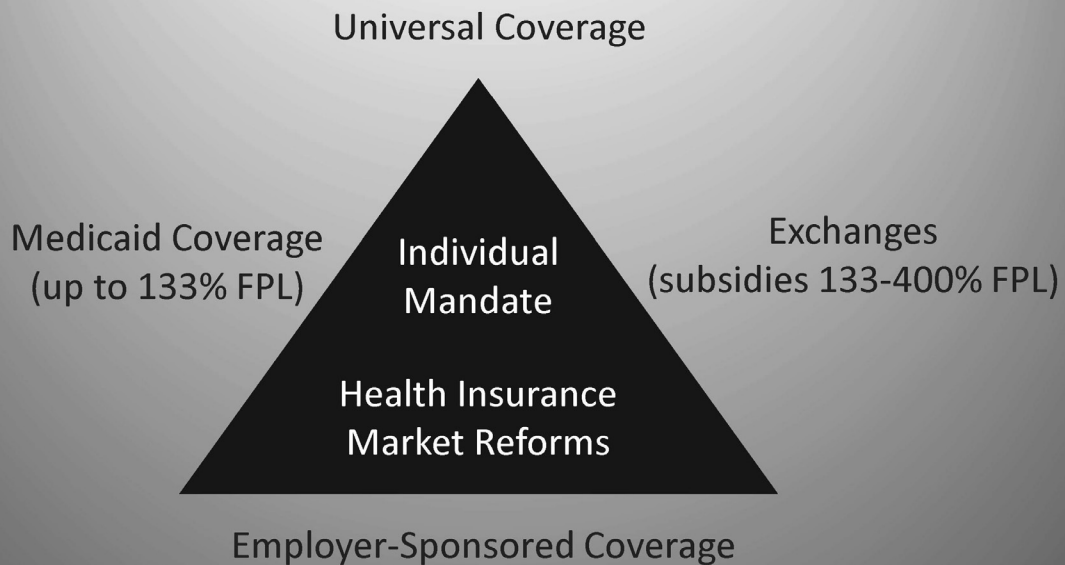 Universal Coverage
Medicaid Coverage
(up to 133% FPL)
Individual
Mandate
Exchanges
(subsidies 133-400% FPL)
Health Insurance
Market Reforms
Employer-Sponsored Coverage